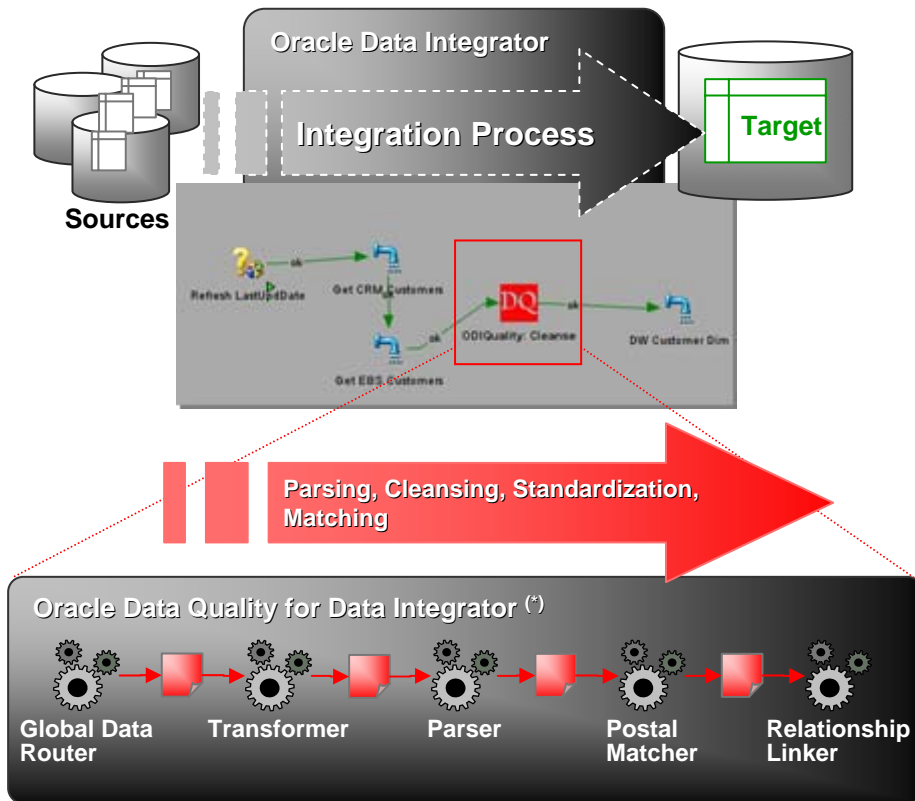 Oracle Data Integrator
Integration Process
Target
Sources
ok
Refresh LastUpdDate
Get CRM Customers
ok
ok
Get EBS Customers
DQ
ok
ODIQuality: Cleanse
DW Customer Dim
Parsing, Cleansing, Standardization,
Matching
Oracle Data Quality for Data Integrator (*)
Global Data
Router
Transformer
Parser
Postal
Matcher
Relationship
Linker